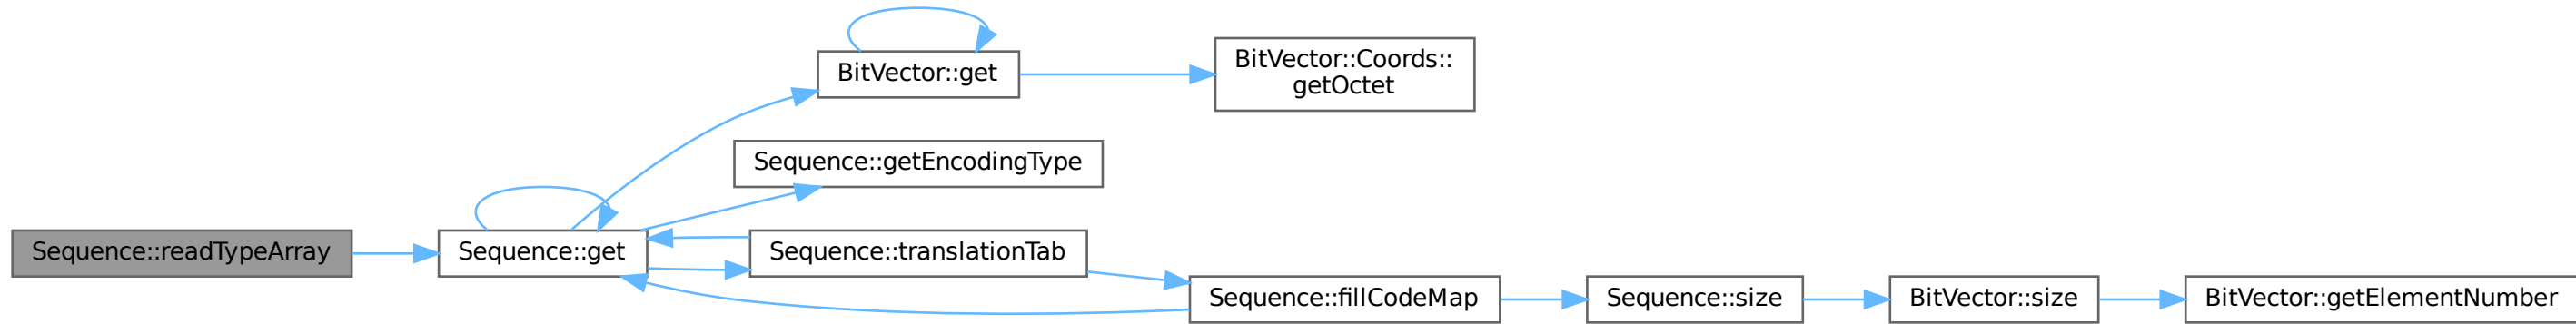 BitVector::get
BitVector::Coords::
getOctet
Sequence::getEncodingType
Sequence::readTypeArray
Sequence::get
Sequence::translationTab
Sequence::fillCodeMap
Sequence::size
BitVector::size
BitVector::getElementNumber